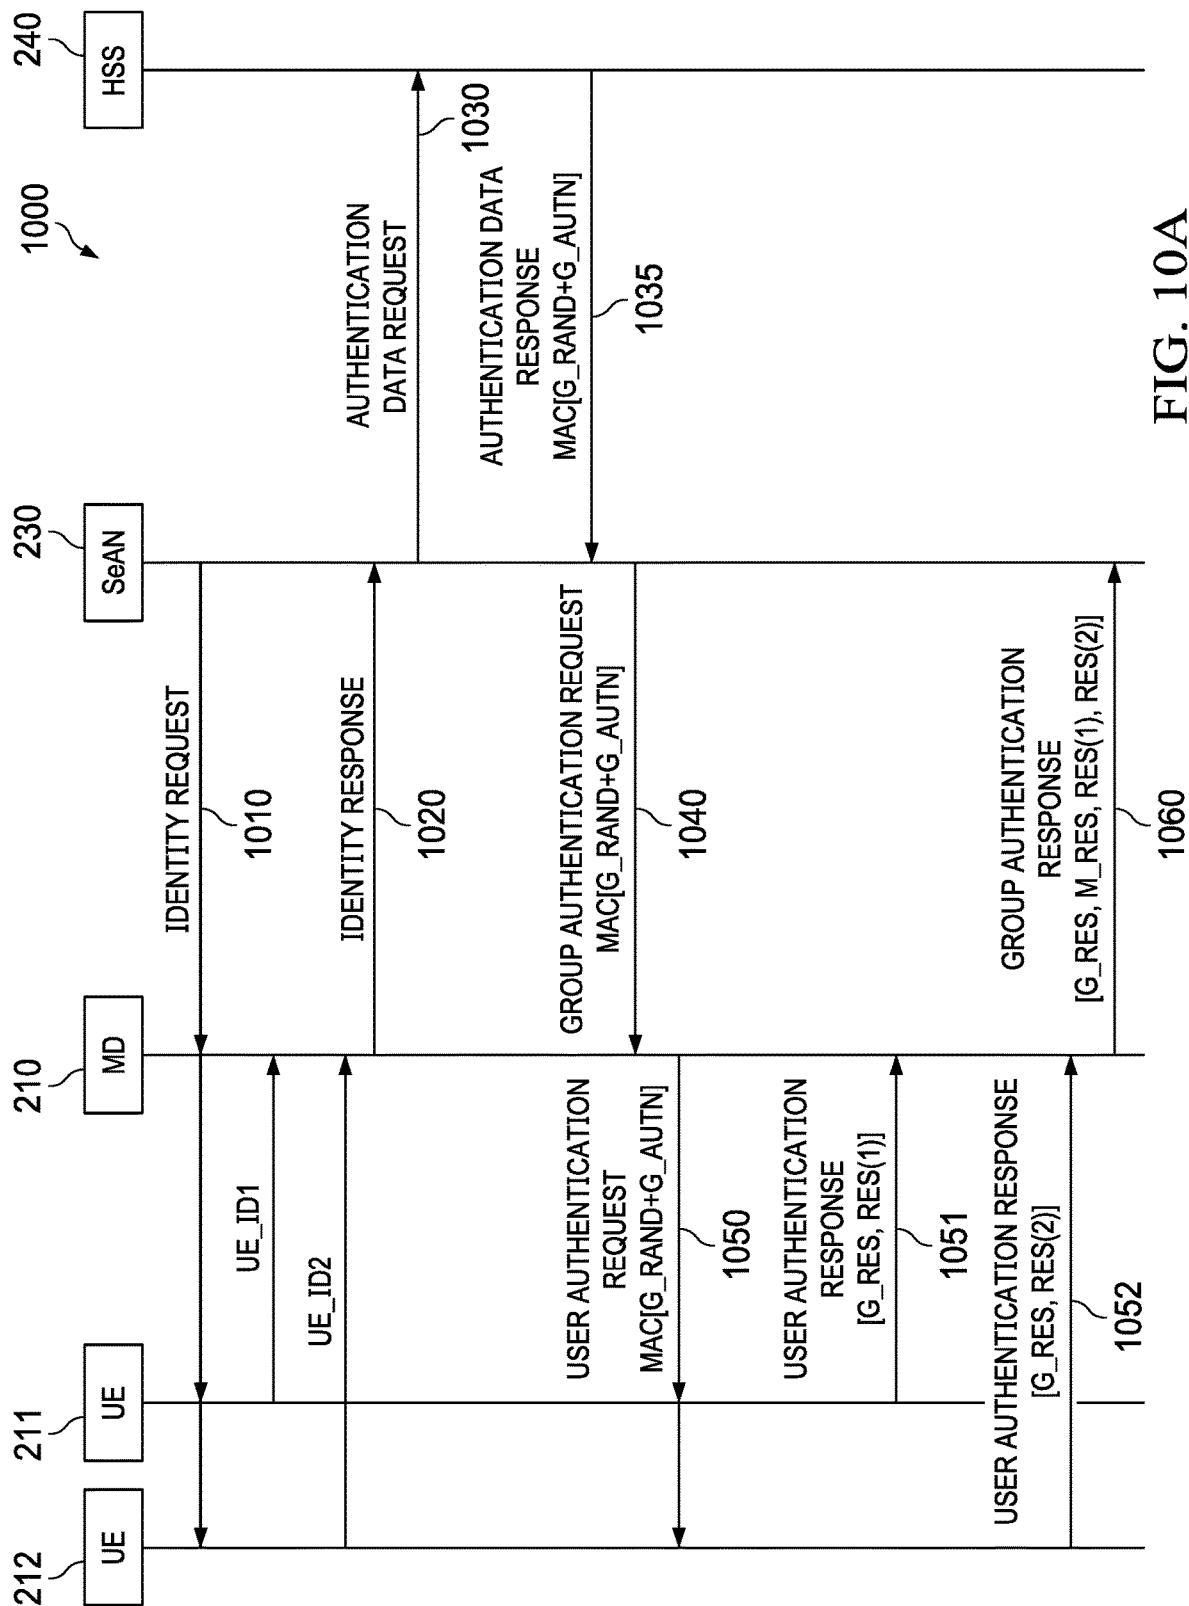 1000
212
UE
211
UE
210
MD
230
SeAN
240
HSS
IDENTITY REQUEST
1010
UE_ID1
UE_ID2
IDENTITY RESPONSE
1020
AUTHENTICATION
DATA REQUEST
1030
AUTHENTICATION DATA
RESPONSE
MAC[G_RAND+G_AUTN]
1035
GROUP AUTHENTICATION REQUEST
MAC[G_RAND+G_AUTN]
1040
USER AUTHENTICATION
REQUEST
MAC[G_RAND+G_AUTN]
1050
USER AUTHENTICATION
RESPONSE
[G_RES, RES(1)]
1051
USER AUTHENTICATION RESPONSE
[G_RES, RES(2)]
1052
GROUP AUTHENTICATION
RESPONSE
[G_RES, M_RES, RES(1), RES(2)]
1060
FIG. 10A